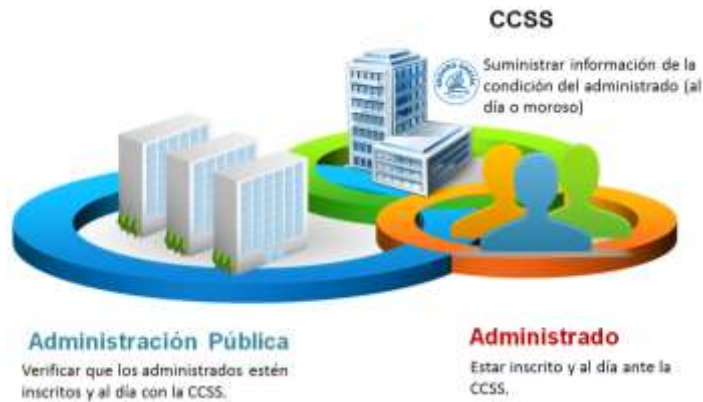 CCSS
Suministrar información de la
condición del administrado (al
día o moroso)
Administración Pública
Verificar que los administrados estén
inscritos y al día con la CCSS.
Administrado
Estar inscrito y al día ante la
CCSS.